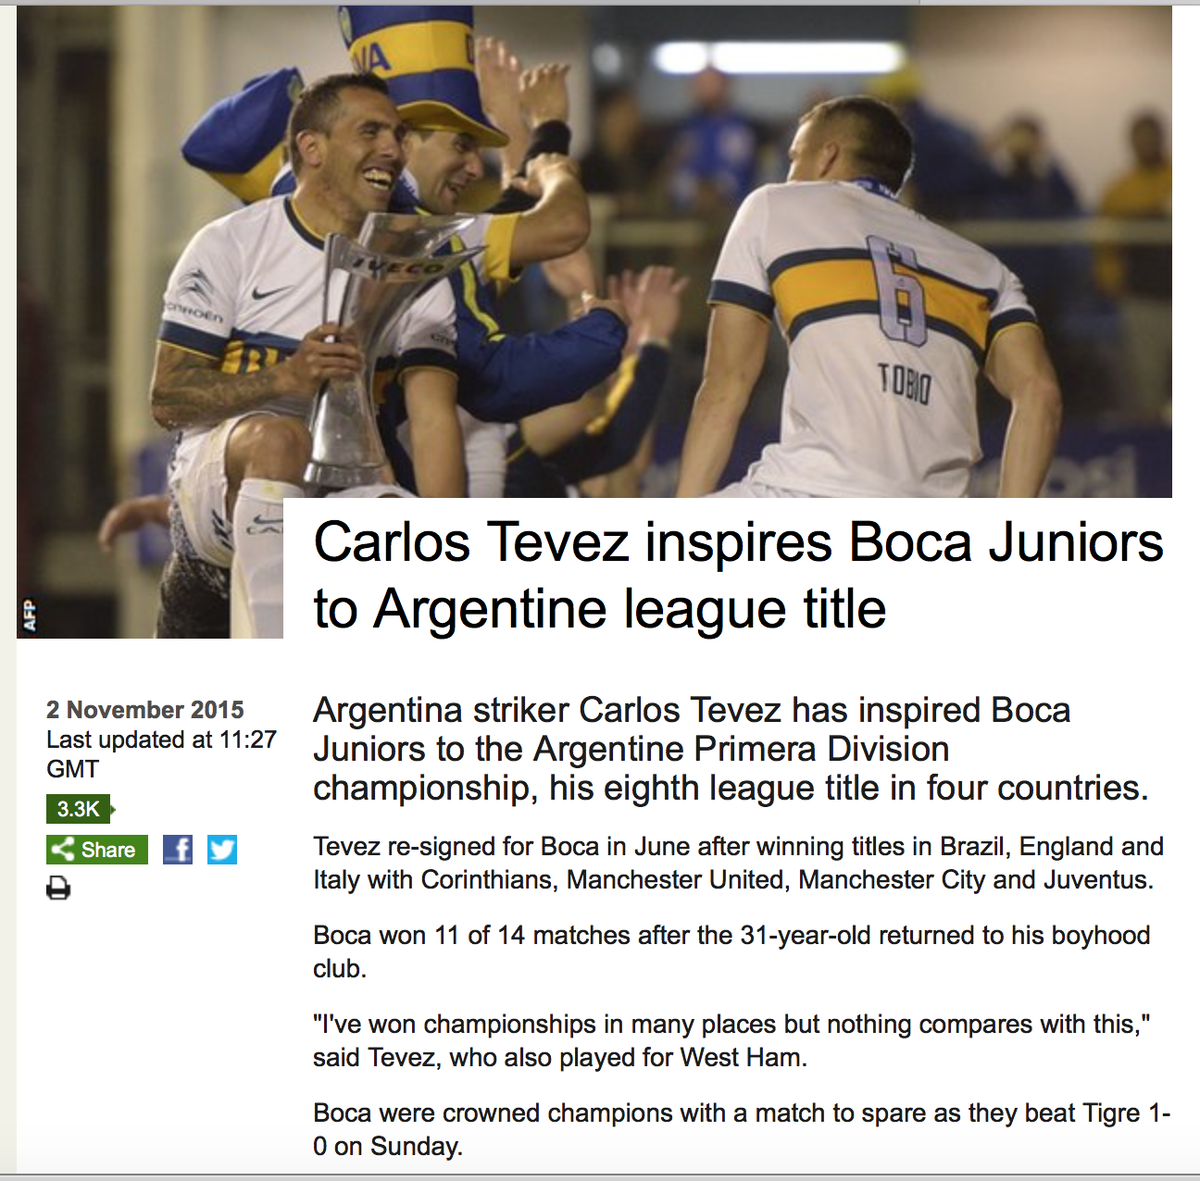 VA
IVECO
CITROËN
6
TOBIO
AFP
Carlos Tevez inspires Boca Juniors
to Argentine league title
2 November 2015
Last updated at 11:27
GMT
3.3K
Share
Argentina striker Carlos Tevez has inspired Boca
Juniors to the Argentine Primera Division
championship, his eighth league title in four countries.
Tevez re-signed for Boca in June after winning titles in Brazil, England and
Italy with Corinthians, Manchester United, Manchester City and Juventus.
Boca won 11 of 14 matches after the 31-year-old returned to his boyhood
club.
"I've won championships in many places but nothing compares with this,"
said Tevez, who also played for West Ham.
Boca were crowned champions with a match to spare as they beat Tigre 1-
0 on Sunday.